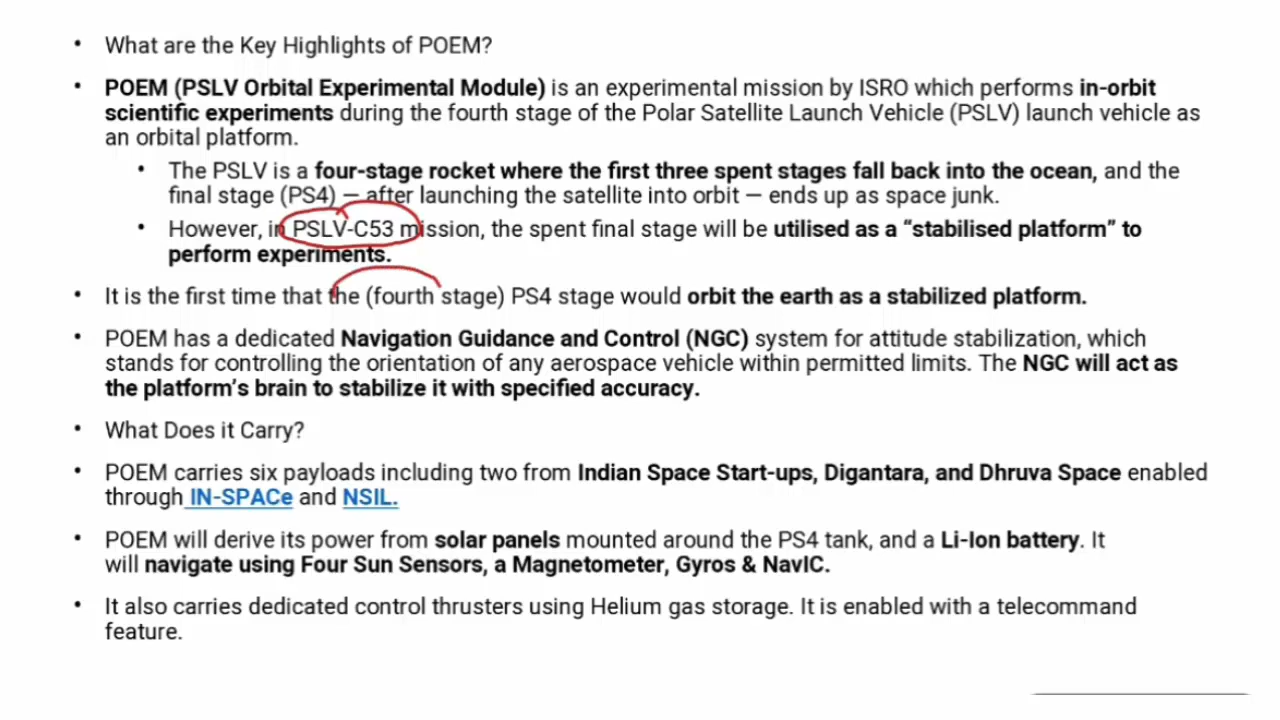 • What are the Key Highlights of POEM?
• POEM (PSLV Orbital Experimental Module) is an experimental mission by ISRO which performs in-orbit
scientific experiments during the fourth stage of the Polar Satellite Launch Vehicle (PSLV) launch vehicle as
an orbital platform.
• The PSLV is a four-stage rocket where the first three spent stages fall back into the ocean, and the
final stage (PS4) — after launching the satellite into orbit — ends up as space junk.
• However, in PSLV-C53 mission, the spent final stage will be utilised as a “stabilised platform” to
perform experiments.
• It is the first time that the (fourth stage) PS4 stage would orbit the earth as a stabilized platform.
• POEM has a dedicated Navigation Guidance and Control (NGC) system for attitude stabilization, which
stands for controlling the orientation of any aerospace vehicle within permitted limits. The NGC will act as
the platform’s brain to stabilize it with specified accuracy.
• What Does it Carry?
• POEM carries six payloads including two from Indian Space Start-ups, Digantara, and Dhruva Space enabled
through IN-SPACe and NSIL.
• POEM will derive its power from solar panels mounted around the PS4 tank, and a Li-Ion battery. It
will navigate using Four Sun Sensors, a Magnetometer, Gyros & NavIC.
• It also carries dedicated control thrusters using Helium gas storage. It is enabled with a telecommand
feature.